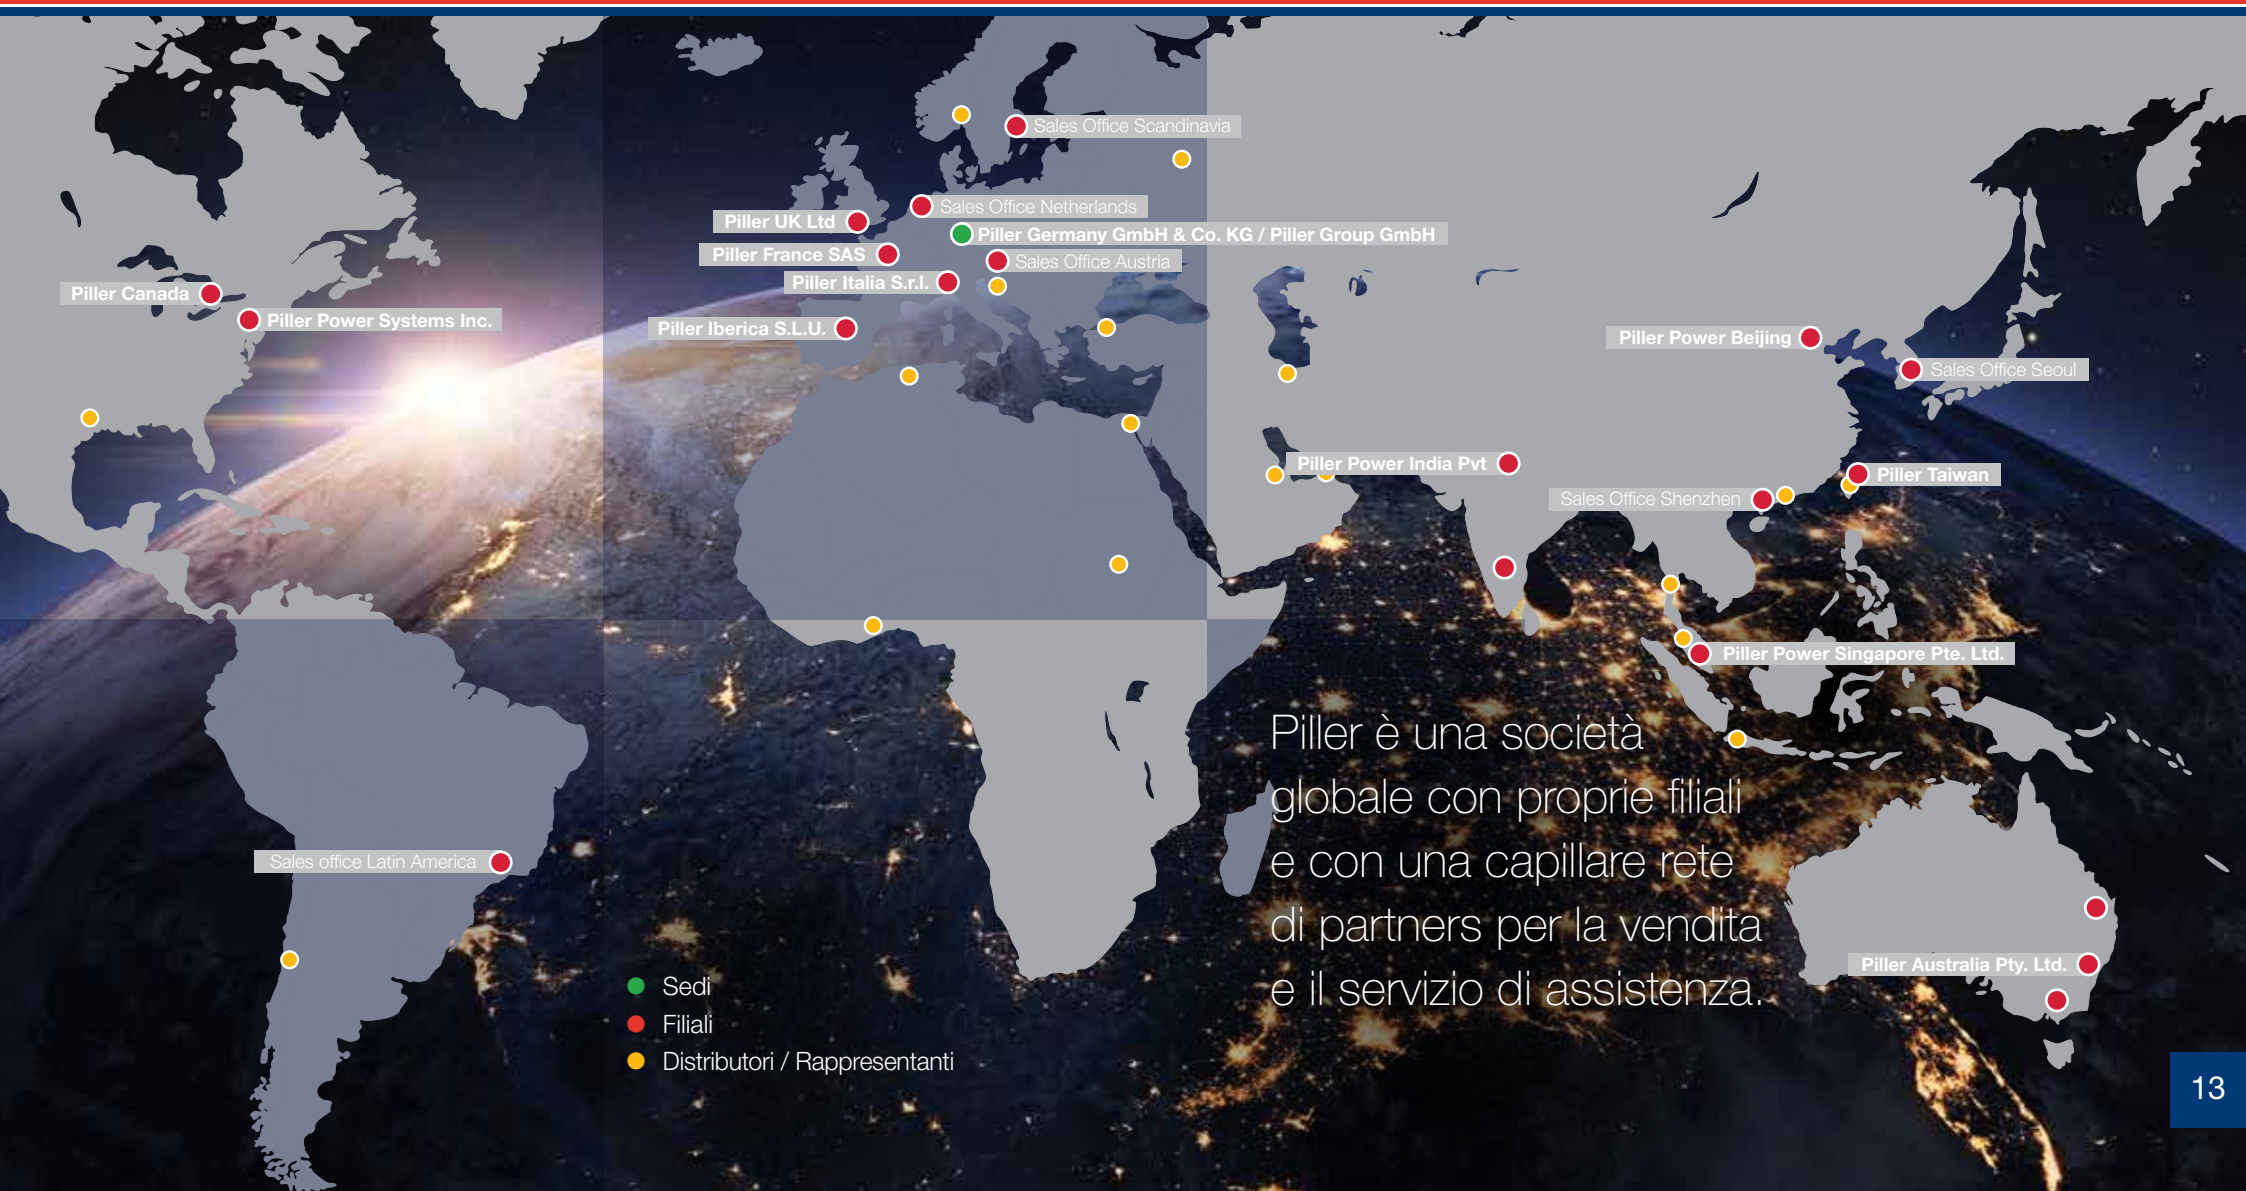 Sales Office Scandinavia
Sales Office Netherlands
Piller UK Ltd
Piller Germany GmbH & Co. KG / Piller Group GmbH
Piller France SAS
Sales Office Austria
Piller Italia S.r.l.
Piller Canada
Piller Power Systems Inc.
Piller Iberica S.L.U.
Piller Power Beijing
Sales Office Seoul
Piller Power India Pvt
Piller Taiwan
Sales Office Shenzhen
Piller Power Singapore Pte. Ltd.
Piller è una società
globale con proprie filiali
e con una capillare rete
di partners per la vendita
e il servizio di assistenza.
Sales office Latin America
Piller Australia Pty. Ltd.
Sedi
Filiali
Distributori / Rappresentanti
13